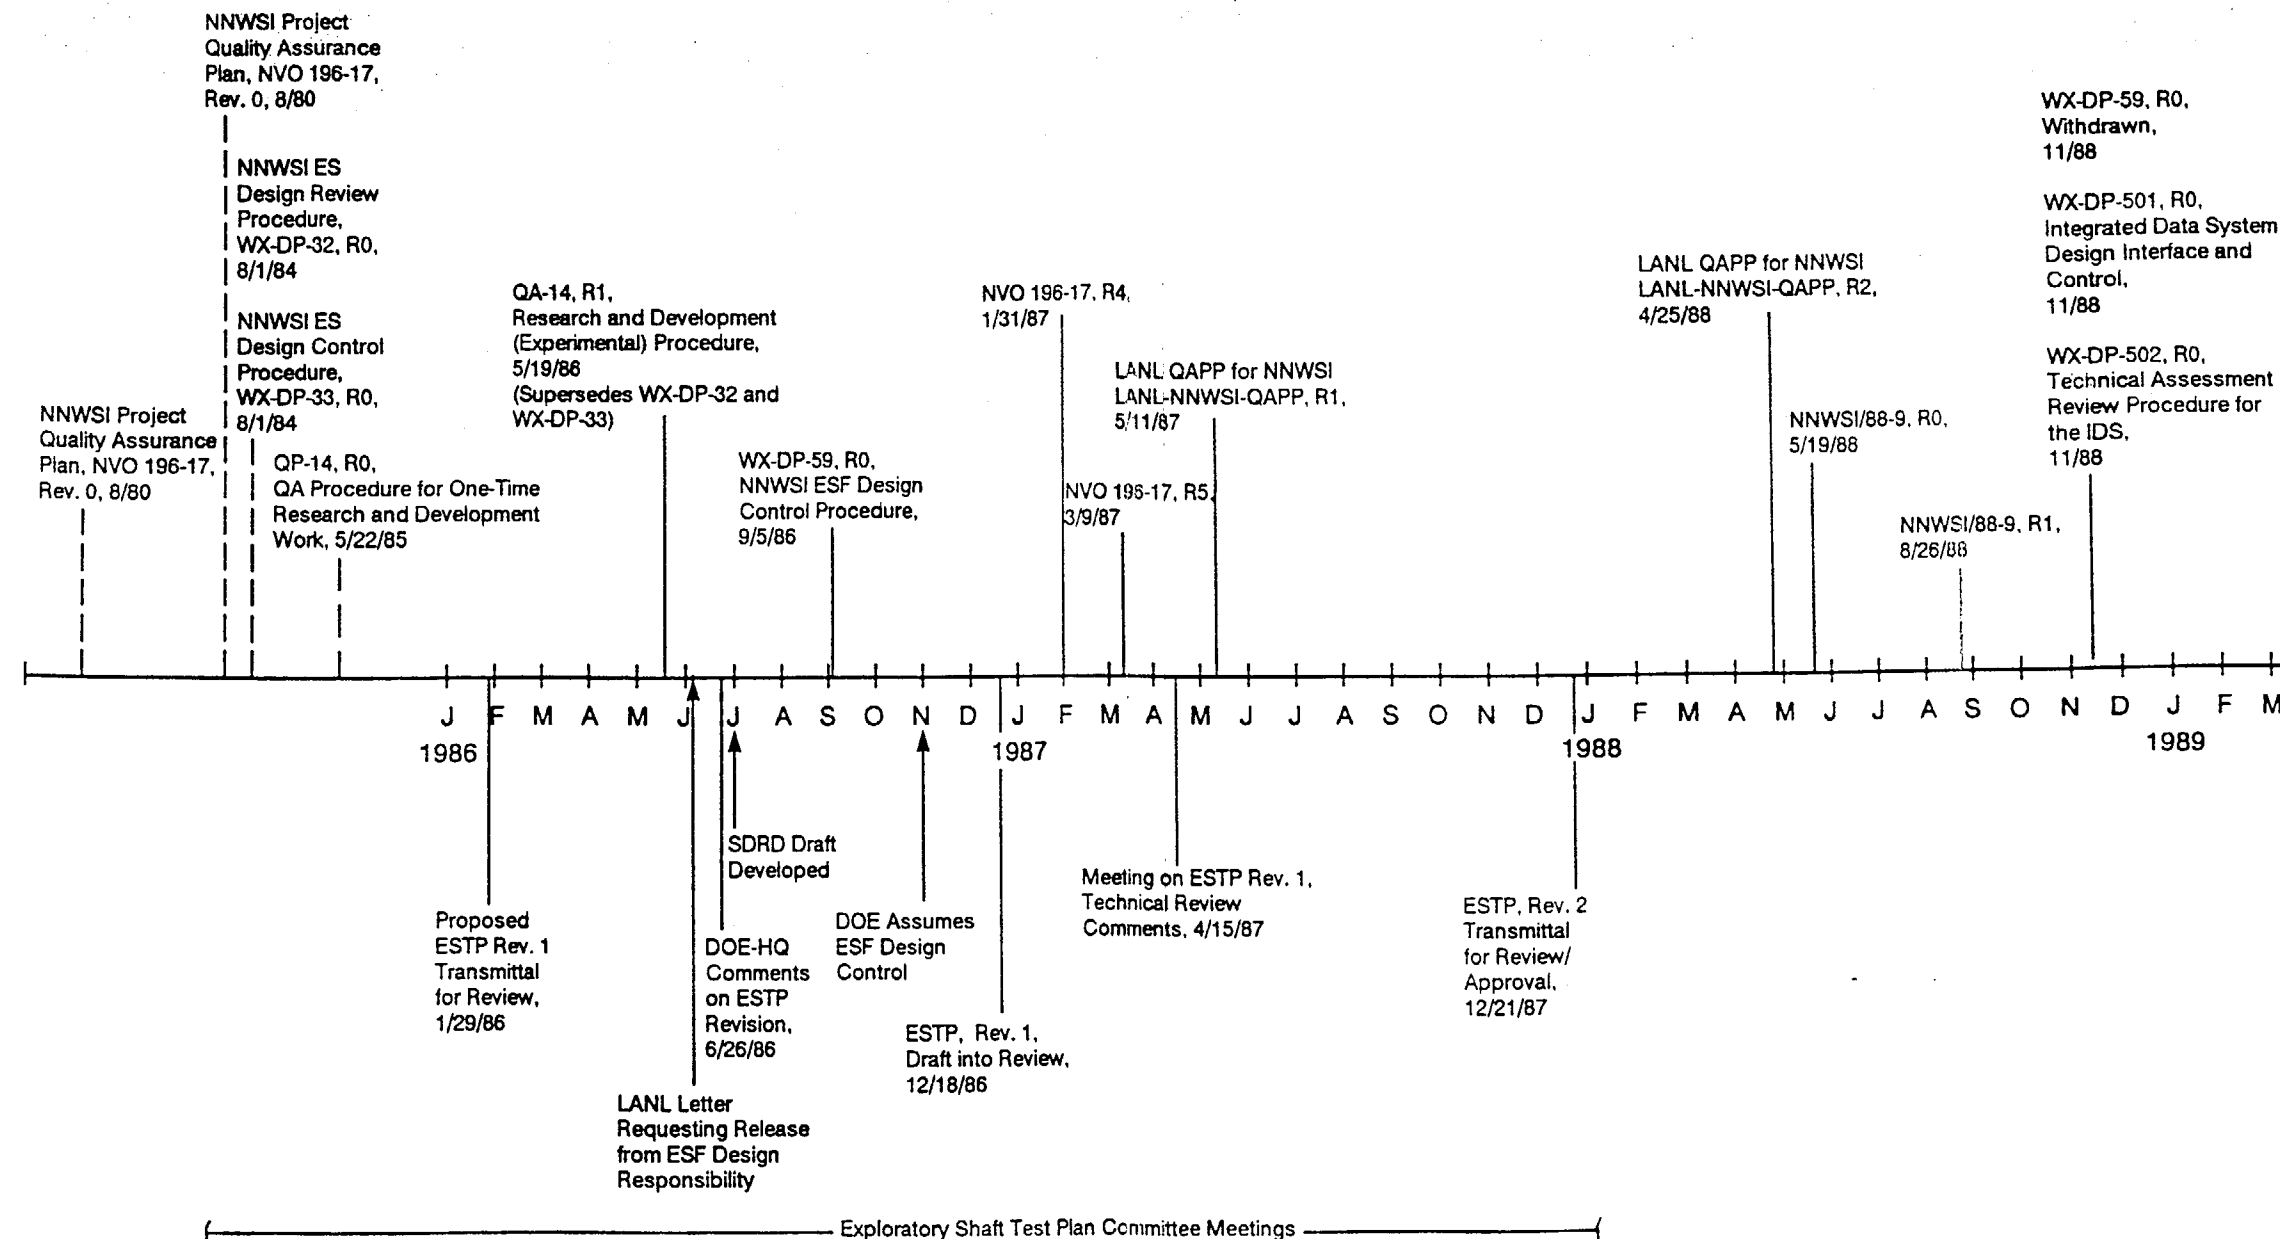 NNWSI Project
Quality Assurance
Plan, NVO 196-17,
Rev. 0, 8/80
NNWSI ES
Design Review
Procedure,
WX-DP-32, R0,
8/1/84
NNWSI ES
Design Control
Procedure,
WX-DP-33, R0,
8/1/84
NNWSI Project
Quality Assurance
Plan, NVO 196-17,
Rev. 0, 8/80
QP-14, R0,
QA Procedure for One-Time
Research and Development
Work, 5/22/85
QA-14, R1,
Research and Development
(Experimental) Procedure,
5/19/86
(Supersedes WX-DP-32 and
WX-DP-33)
WX-DP-59, R0,
NNWSI ESF Design
Control Procedure,
9/5/86
NVO 196-17, R4,
1/31/87
NVO 196-17, R5,
3/9/87
LANL QAPP for NNWSI
LANL-NNWSI-QAPP, R1,
5/11/87
LANL QAPP for NNWSI
LANL-NNWSI-QAPP, R2,
4/25/88
NNWSI/88-9, R0,
5/19/88
NNWSI/88-9, R1,
8/26/88
WX-DP-59, R0,
Withdrawn,
11/88
WX-DP-501, R0,
Integrated Data System
Design Interface and
Control,
11/88
WX-DP-502, R0,
Technical Assessment
Review Procedure for
the IDS,
11/88
J F M A M J J A S O N D J F M A M J J A S O N D J F M A M J J A S O N D J F M
1986 1987 1988 1989
Proposed
ESTP Rev. 1
Transmittal
for Review,
1/29/86
LANL Letter
Requesting Release
from ESF Design
Responsibility
DOE-HQ
Comments
on ESTP
Revision,
6/26/86
SDRD Draft
Developed
DOE Assumes
ESF Design
Control
ESTP, Rev. 1,
Draft into Review,
12/18/86
Meeting on ESTP Rev. 1,
Technical Review
Comments, 4/15/87
ESTP, Rev. 2
Transmittal
for Review/
Approval,
12/21/87
Exploratory Shaft Test Plan Committee Meetings